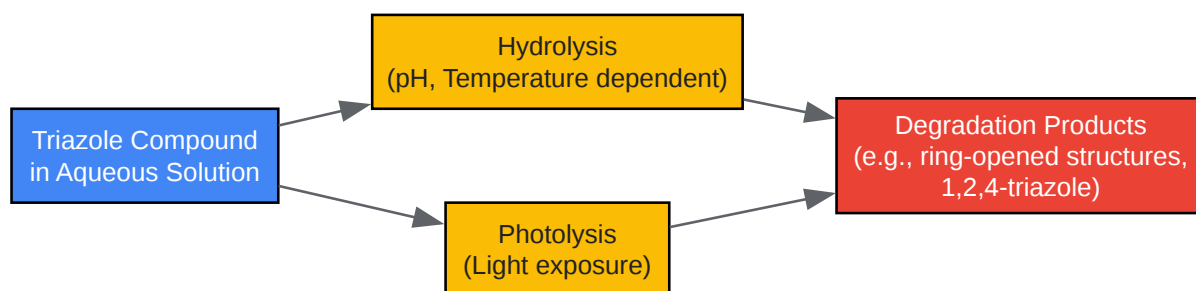 Triazole Compound
in Aqueous Solution
Hydrolysis
(pH, Temperature dependent)
Photolysis
(Light exposure)
Degradation Products
(e.g., ring-opened structures,
1,2,4-triazole)